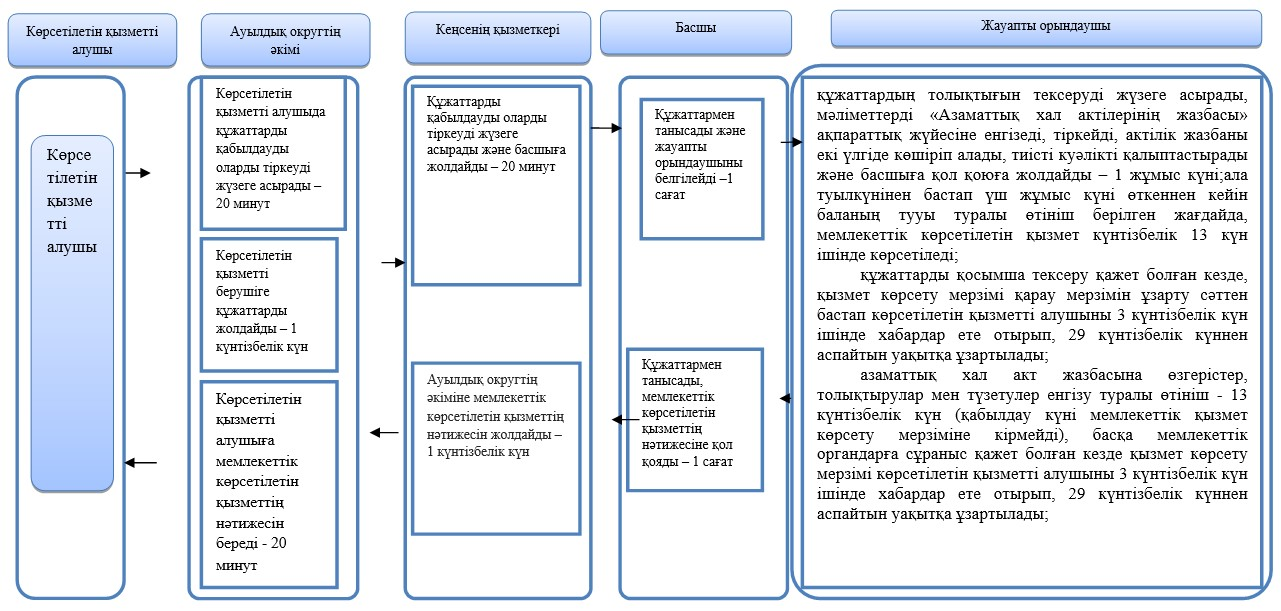 Көрсетілетін қызметті
алушы
Ауылдық округтің
әкімі
Кеңсенің қызметкері
Басшы
Жауапты орындаушы
Көрсе
тілетін
қызме
тті
алушы
Көрсетілетін
қызметті алушыда
құжаттарды
қабылдауды
оларды тіркеуді
жүзеге асырады –
20 минут
Көрсетілетін
қызметті
берушіге
құжаттарды
жолдайды – 1
күнтізбелік күн
Көрсетілетін
қызметті
алушыға
мемлекеттік
көрсетілетін
қызметтің
нәтижесін
береді - 20
минут
Құжаттарды
қабылдауды оларды
тіркеуді жүзеге
асырады және басшыға
жолдайды – 20 минут
Ауылдық округтің
әкіміне мемлекеттік
көрсетілетін қызметтің
нәтижесін жолдайды –
1 күнтізбелік күн
Құжаттармен
танысады және
жауапты
орындаушыны
белгілейді –1
сағат
Құжаттармен
танысады,
мемлекеттік
көрсетілетін
қызметтің
нәтижесіне қол
қояды – 1 сағат
құжаттардың толықтығын тексеруді жүзеге асырады,
мәліметтерді «Азаматтық хал актілерінің жазбасы»
ақпараттық жүйесіне енгізеді, тіркейді, актілік жазбаны
екі үлгіде көшіріп алады, тиісті куәлікті қалыптастырады
және басшыға қол қоюға жолдайды – 1 жұмыс күні;ала
туылкүнінен бастап үш жұмыс күні өткеннен кейін
баланың тууы туралы өтініш берілген жағдайда,
мемлекеттік көрсетілетін қызмет күнтізбелік 13 күн
ішінде көрсетіледі;
құжаттарды қосымша тексеру қажет болған кезде,
қызмет көрсету мерзімі қарау мерзімін ұзарту сәттен
бастап көрсетілетін қызметті алушыны 3 күнтізбелік күн
ішінде хабардар ете отырып, 29 күнтізбелік күннен
аспайтын уақытқа ұзартылады;
азаматтық хал акт жазбасына өзгерістер,
толықтырулар мен түзетулер енгізу туралы өтініш - 13
күнтізбелік күн (қабылдау күні мемлекеттік қызмет
көрсету мерзіміне кірмейді), басқа мемлекеттік
органдарға сұраныс қажет болған кезде қызмет көрсету
мерзімі көрсетілетін қызметті алушыны 3 күнтізбелік күн
ішінде хабардар ете отырып, 29 күнтізбелік күннен
аспайтын уақытқа ұзартылады;